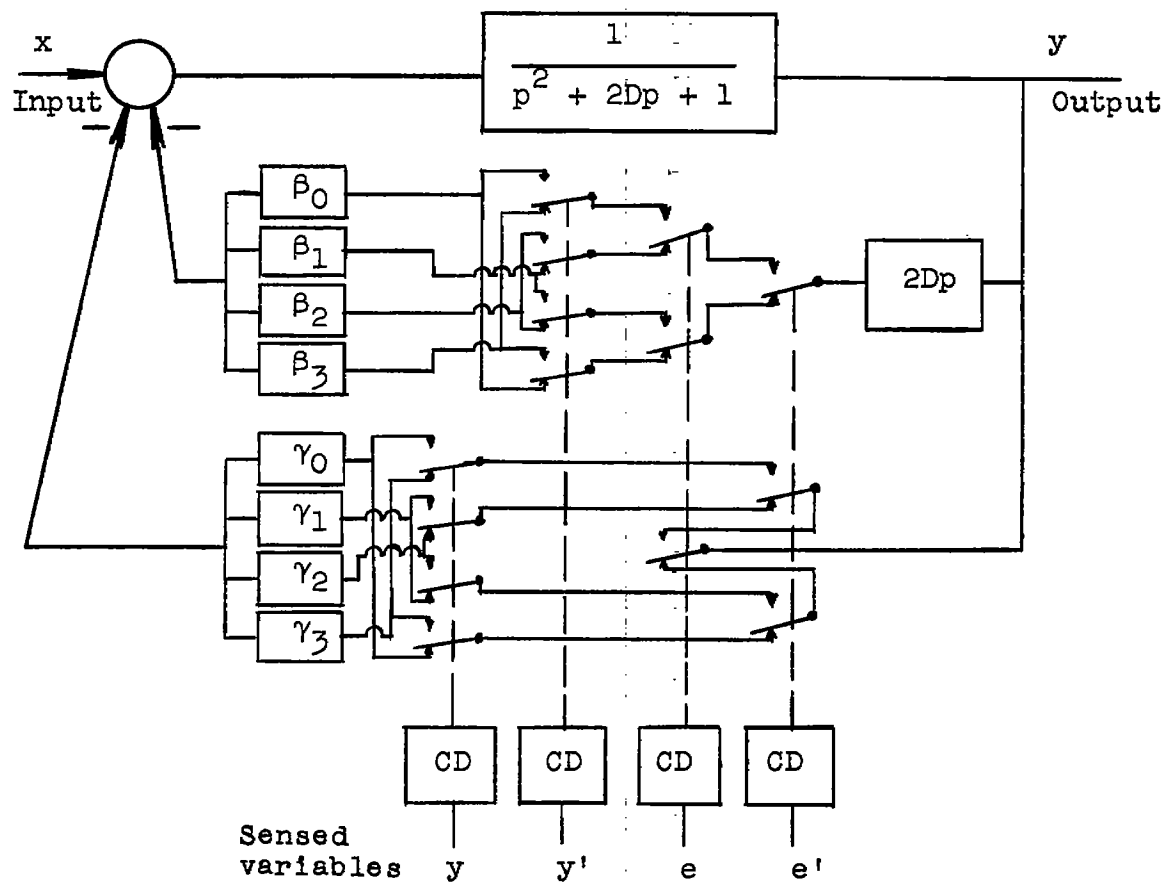 x
Input
1
p² + 2Dp + 1
y
Output
β₀
β₁
β₂
β₃
2Dp
γ₀
γ₁
γ₂
γ₃
CD
CD
CD
CD
Sensed
variables
y
y'
e
e'